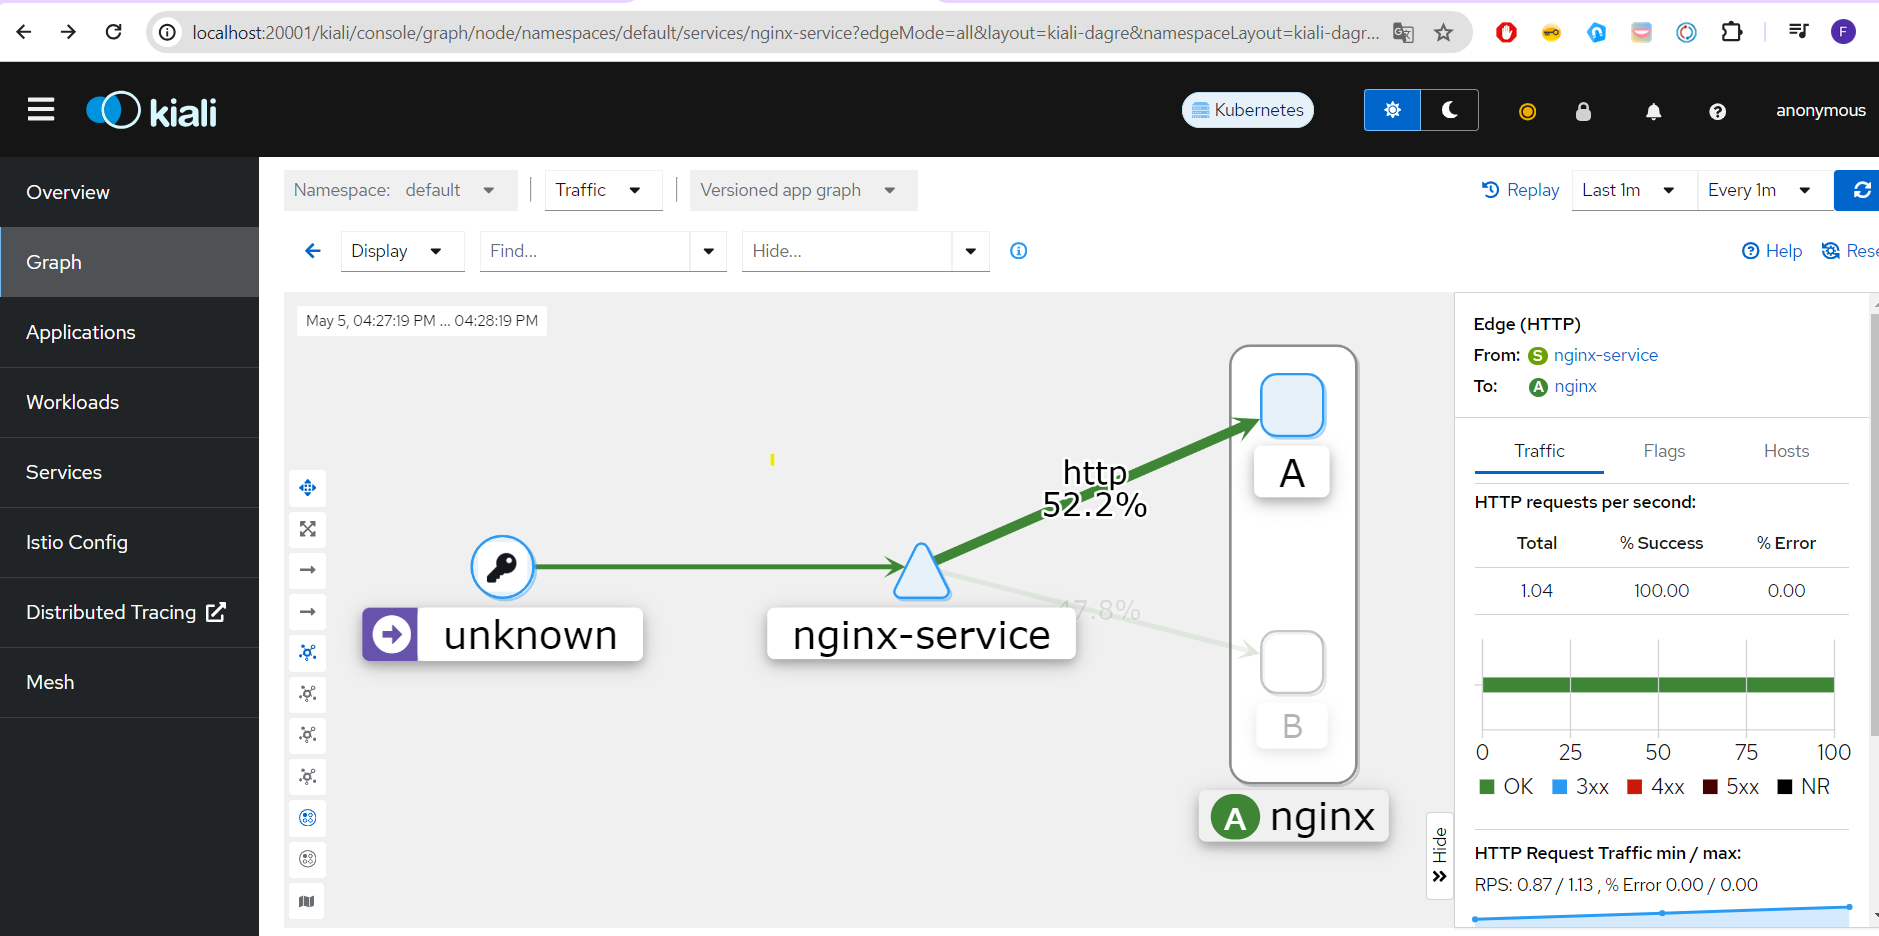 localhost:20001/kiali/console/graph/node/namespaces/default/services/nginx-service?edgeMode=all&layout=kiali-dagre&namespaceLayout=kiali-dagr...
F
kiali
Kubernetes
anonymous
Overview
Graph
Applications
Workloads
Services
Istio Config
Distributed Tracing
Mesh
Namespace: default
Traffic
Versioned app graph
Replay
Last 1m
Every 1m
Display
Find...
Hide...
Help
Rese
May 5, 04:27:19 PM ... 04:28:19 PM
http
52.2%
A
unknown
nginx-service
7.8%
B
A nginx
Hide
Edge (HTTP)
From: S nginx-service
To: A nginx
Traffic Flags Hosts
HTTP requests per second:
Total % Success % Error
1.04 100.00 0.00
0 25 50 75 100
OK 3xx 4xx 5xx NR
HTTP Request Traffic min / max:
RPS: 0.87 / 1.13 , % Error 0.00 / 0.00